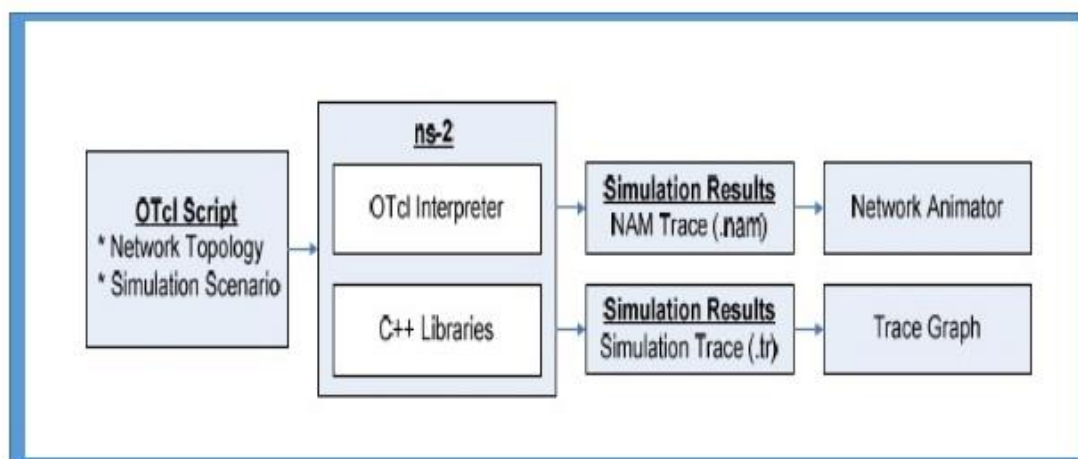 OTcl Script
* Network Topology
* Simulation Scenario
ns-2
OTcl Interpreter
C++ Libraries
Simulation Results
NAM Trace (.nam)
Simulation Results
Simulation Trace (.tr)
Network Animator
Trace Graph